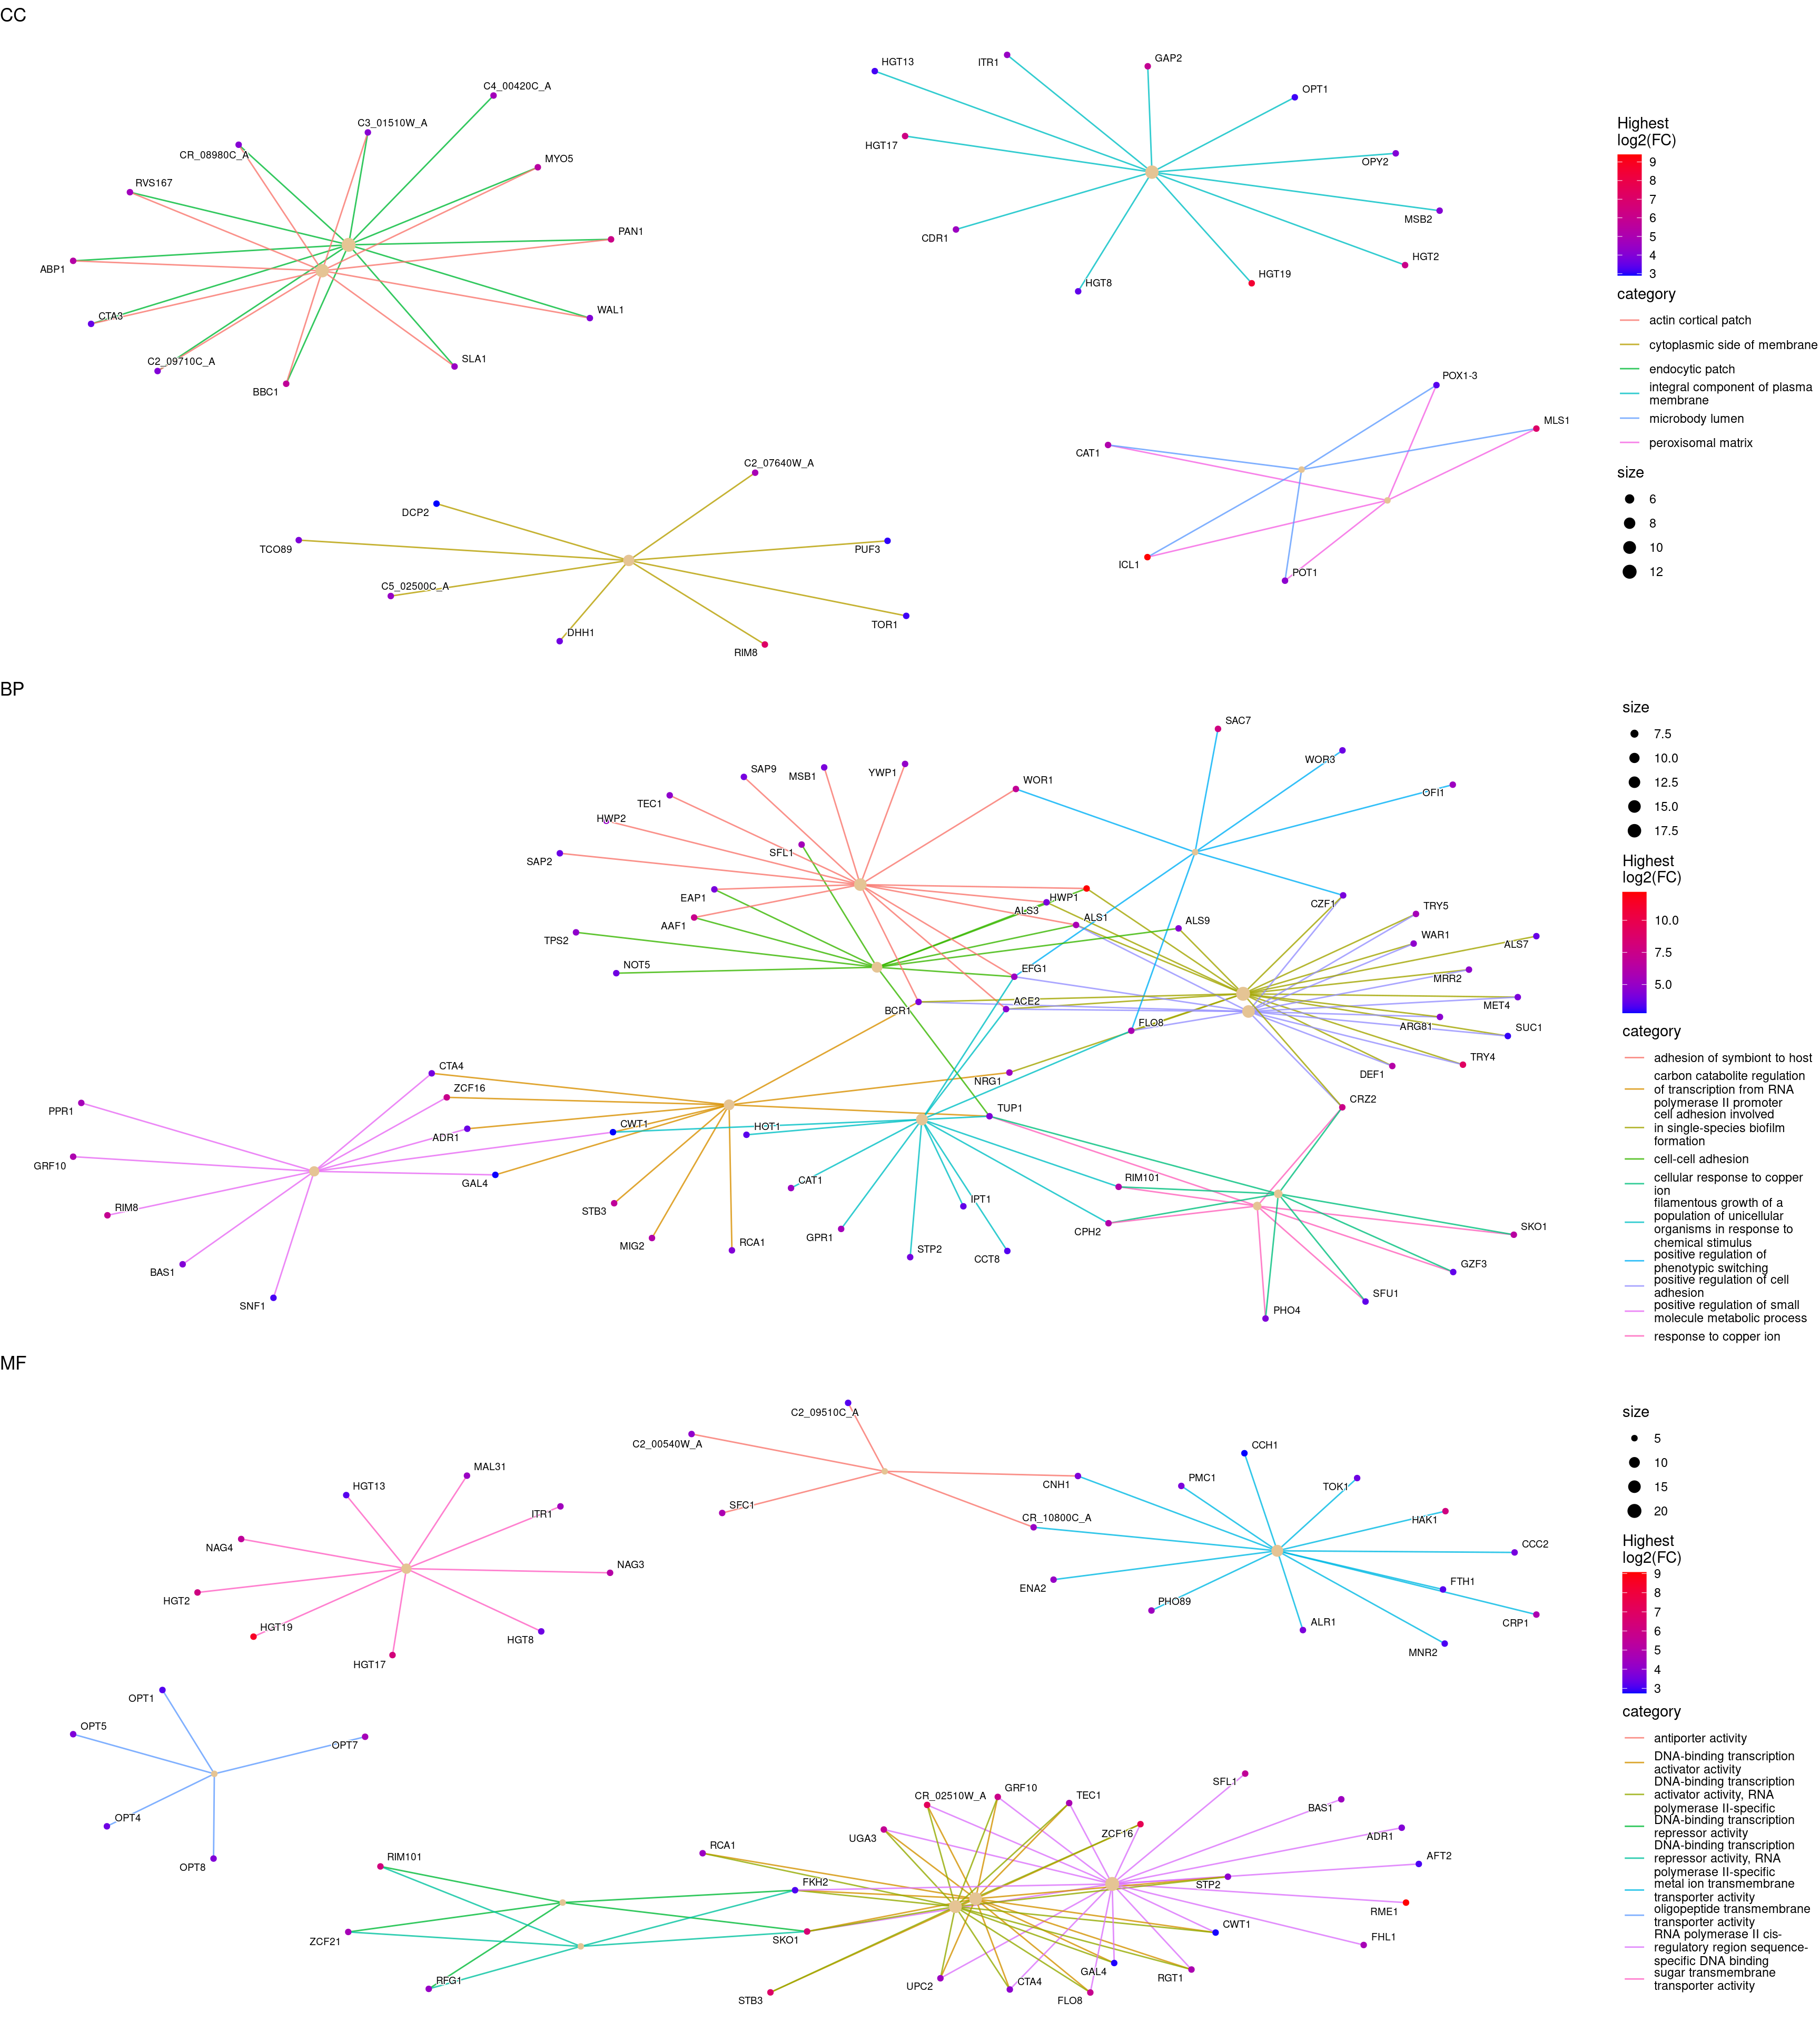 CC
HGT13
ITR1
GAP2
OPT1
C4_00420C_A
C3_01510W_A
CR_08980C_A
HGT17
OPY2
MYO5
RVS167
MSB2
PAN1
CDR1
HGT2
ABP1
HGT19
HGT8
CTA3
WAL1
C2_09710C_A
SLA1
BBC1
POX1-3
MLS1
CAT1
C2_07640W_A
DCP2
TCO89
PUF3
ICL1
POT1
C5_02500C_A
DHH1
TOR1
RIM8
Highest
log2(FC)
9
8
7
6
5
4
3
category
actin cortical patch
cytoplasmic side of membrane
endocytic patch
integral component of plasma
membrane
microbody lumen
peroxisomal matrix
size
6
8
10
12
BP
SAC7
WOR3
SAP9
MSB1
YWP1
WOR1
OFI1
TEC1
HWP2
SFL1
SAP2
EAP1
HWP1
ALS3
CZF1
TRY5
AAF1
ALS1
ALS9
TPS2
WAR1
ALS7
NOT5
EFG1
MRR2
BCR1
ACE2
MET4
FLO8
ARG81
SUC1
CTA4
NRG1
TRY4
DEF1
ZCF16
PPR1
TUP1
CRZ2
ADR1
CWT1
HOT1
GRF10
GAL4
CAT1
RIM101
RIM8
STB3
IPT1
CPH2
SKO1
MIG2
RCA1
GPR1
STP2
CCT8
GZF3
BAS1
SFU1
SNF1
PHO4
size
7.5
10.0
12.5
15.0
17.5
Highest
log2(FC)
10.0
7.5
5.0
category
adhesion of symbiont to host
carbon catabolite regulation
of transcription from RNA
polymerase II promoter
cell adhesion involved
in single-species biofilm
formation
cell-cell adhesion
cellular response to copper
ion
filamentous growth of a
population of unicellular
organisms in response to
chemical stimulus
positive regulation of
phenotypic switching
positive regulation of cell
adhesion
positive regulation of small
molecule metabolic process
response to copper ion
MF
C2_09510C_A
C2_00540W_A
CCH1
MAL31
HGT13
CNH1
PMC1
TOK1
SFC1
ITR1
CR_10800C_A
HAK1
NAG4
CCC2
NAG3
ENA2
FTH1
HGT2
PHO89
HGT19
ALR1
CRP1
HGT8
MNR2
HGT17
OPT1
OPT5
OPT7
OPT4
OPT8
SFL1
CR_02510W_A
GRF10
TEC1
BAS1
UGA3
ZCF16
ADR1
RCA1
RIM101
AFT2
FKH2
STP2
RME1
SKO1
CWT1
ZCF21
FHL1
RFG1
UPC2
CTA4
GAL4
RGT1
STB3
FLO8
size
5
10
15
20
Highest
log2(FC)
9
8
7
6
5
4
3
category
antiporter activity
DNA-binding transcription
activator activity
DNA-binding transcription
activator activity, RNA
polymerase II-specific
DNA-binding transcription
repressor activity
DNA-binding transcription
repressor activity, RNA
polymerase II-specific
metal ion transmembrane
transporter activity
oligopeptide transmembrane
transporter activity
RNA polymerase II cis-
regulatory region sequence-
specific DNA binding
sugar transmembrane
transporter activity